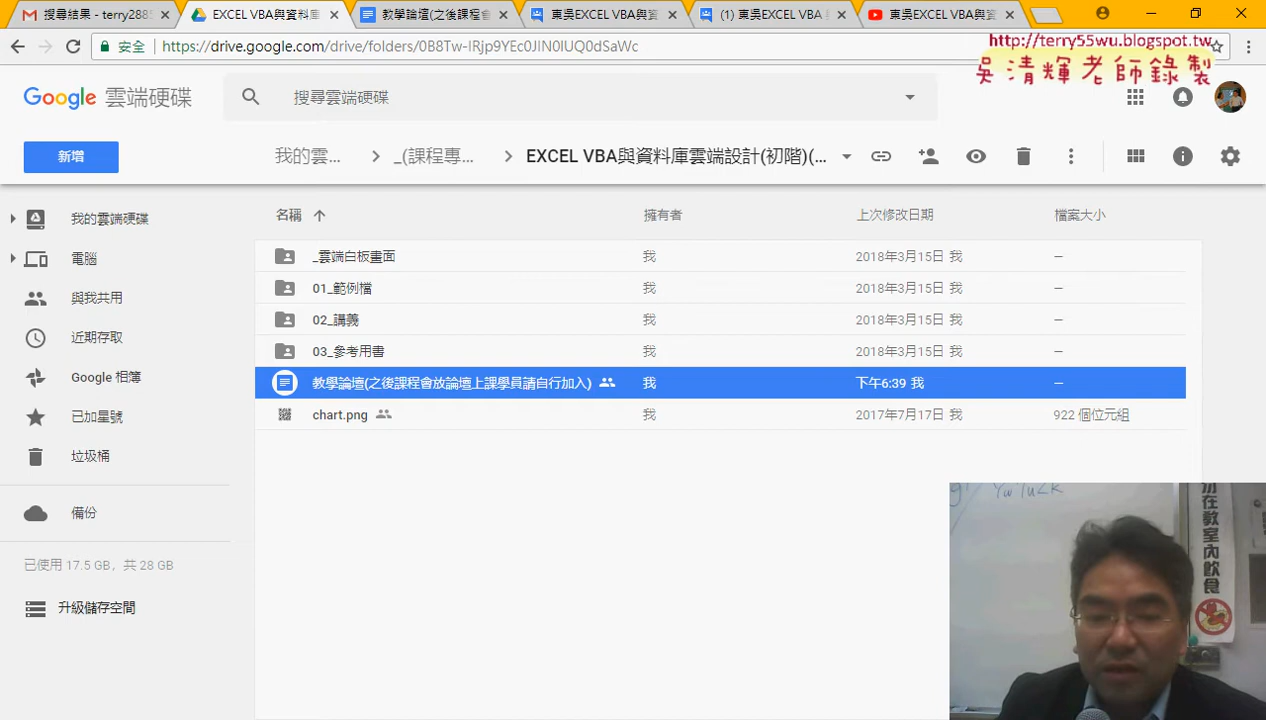 搜尋結果 - terry288
EXCEL VBA與資料庫
教學論壇(之後課程會
東吳EXCEL VBA與資
(1) 東吳EXCEL VBA
東吳EXCEL VBA與資
安全
https://drive.google.com/drive/folders/0B8Tw-IRjp9YEc0JIN0lUQ0dSaWc
http://terry55wu.blogspot.tw
吳清輝老師錄製
Google 雲端硬碟
搜尋雲端硬碟
新增
我的雲...
_(課程專...
EXCEL VBA與資料庫雲端設計(初階)(...
我的雲端硬碟
電腦
與我共用
近期存取
Google 相簿
已加星號
垃圾桶
備份
已使用 17.5 GB，共 28 GB
升級儲存空間
名稱 擁有者 上次修改日期 檔案大小
_雲端白板畫面 我 2018年3月15日 我 —
01_範例檔 我 2018年3月15日 我 —
02_講義 我 2018年3月15日 我 —
03_參考用書 我 2018年3月15日 我 —
教學論壇(之後課程會放論壇上課學員請自行加入) 我 下午6:39 我 —
chart.png 我 2017年7月17日 我 922 個位元組
在教室內飲食